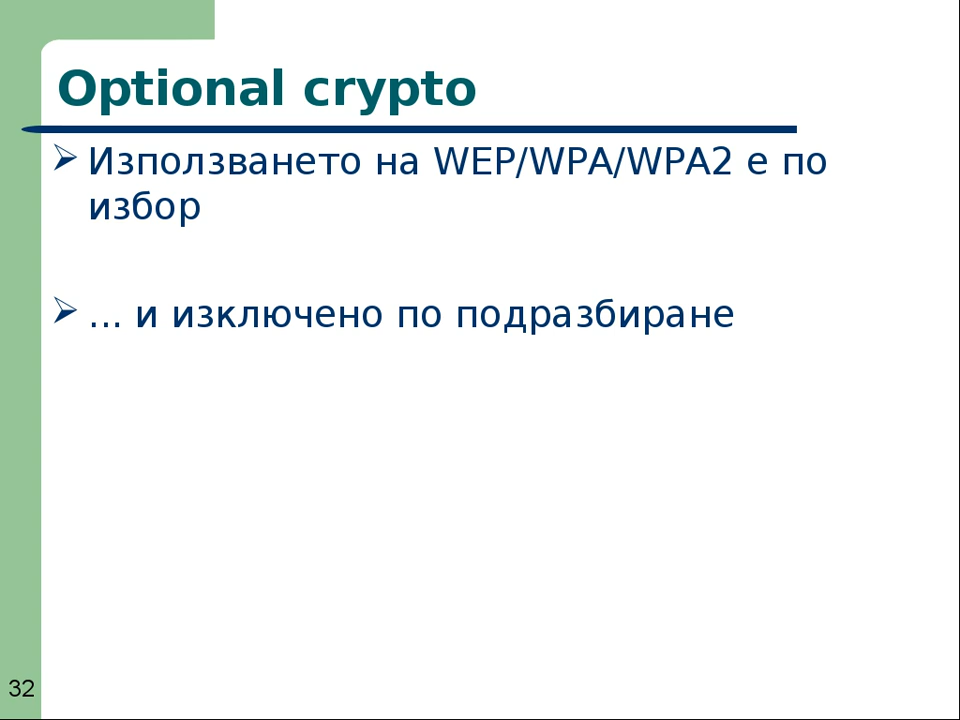 Optional crypto
Използването на WEP/WPA/WPA2 е по
избор
... и изключено по подразбиране
32